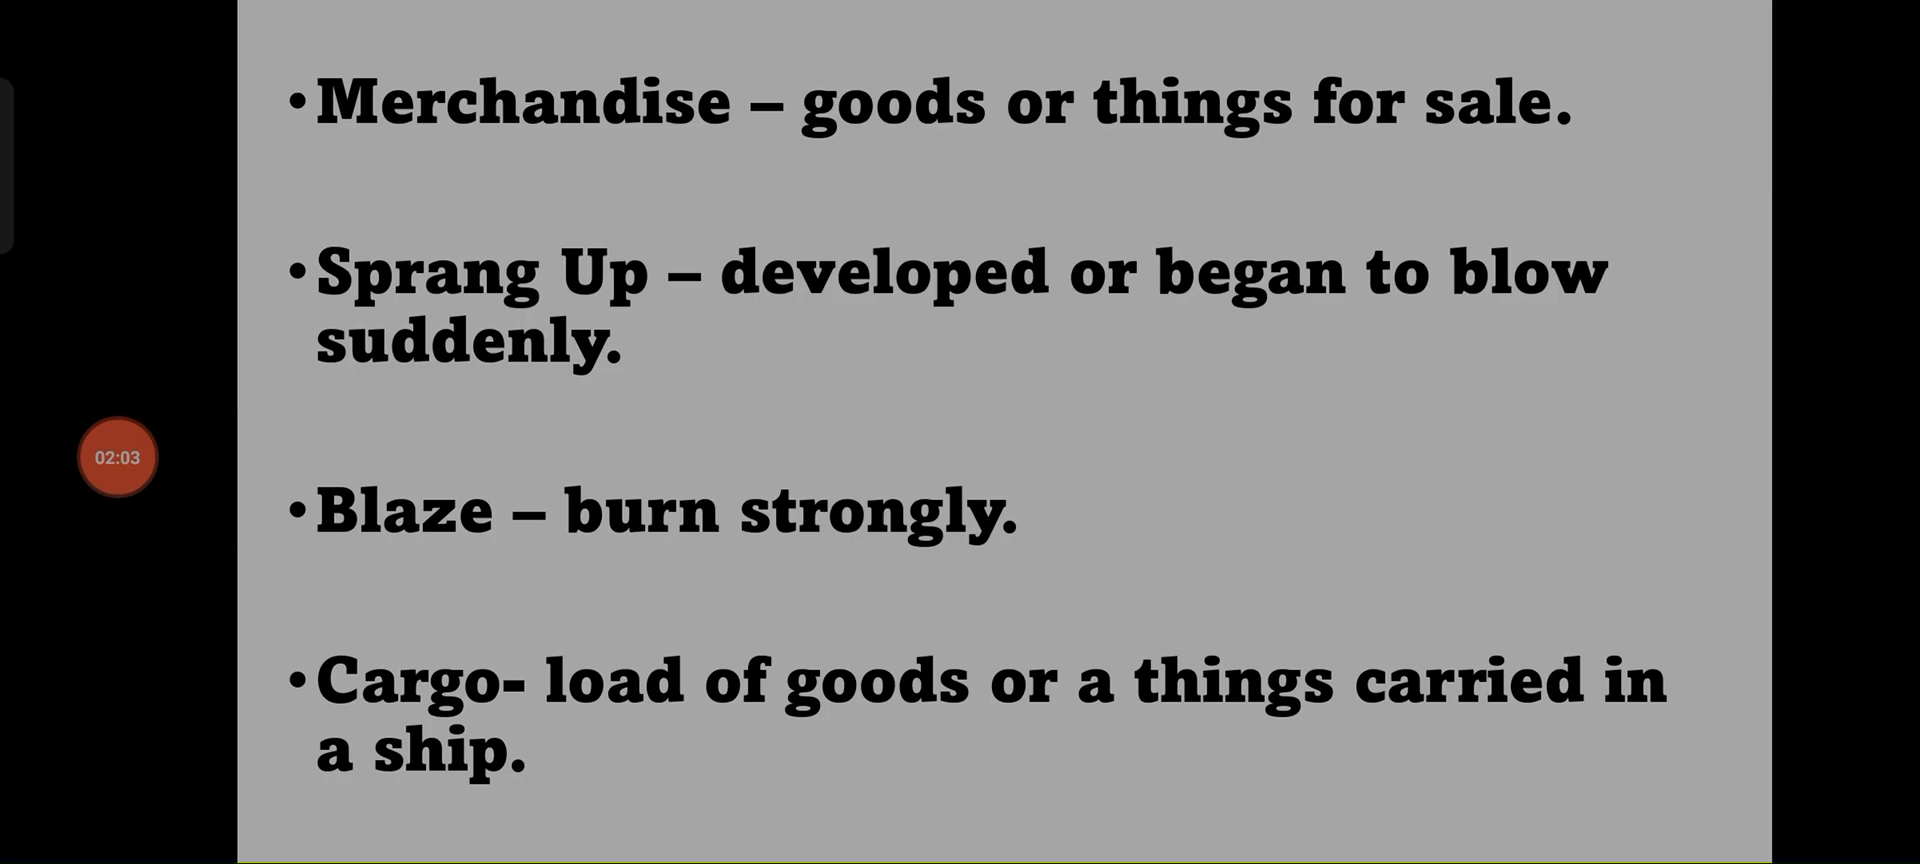 • Merchandise – goods or things for sale.
• Sprang Up – developed or began to blow
suddenly.
02:03
• Blaze – burn strongly.
• Cargo- load of goods or a things carried in
a ship.